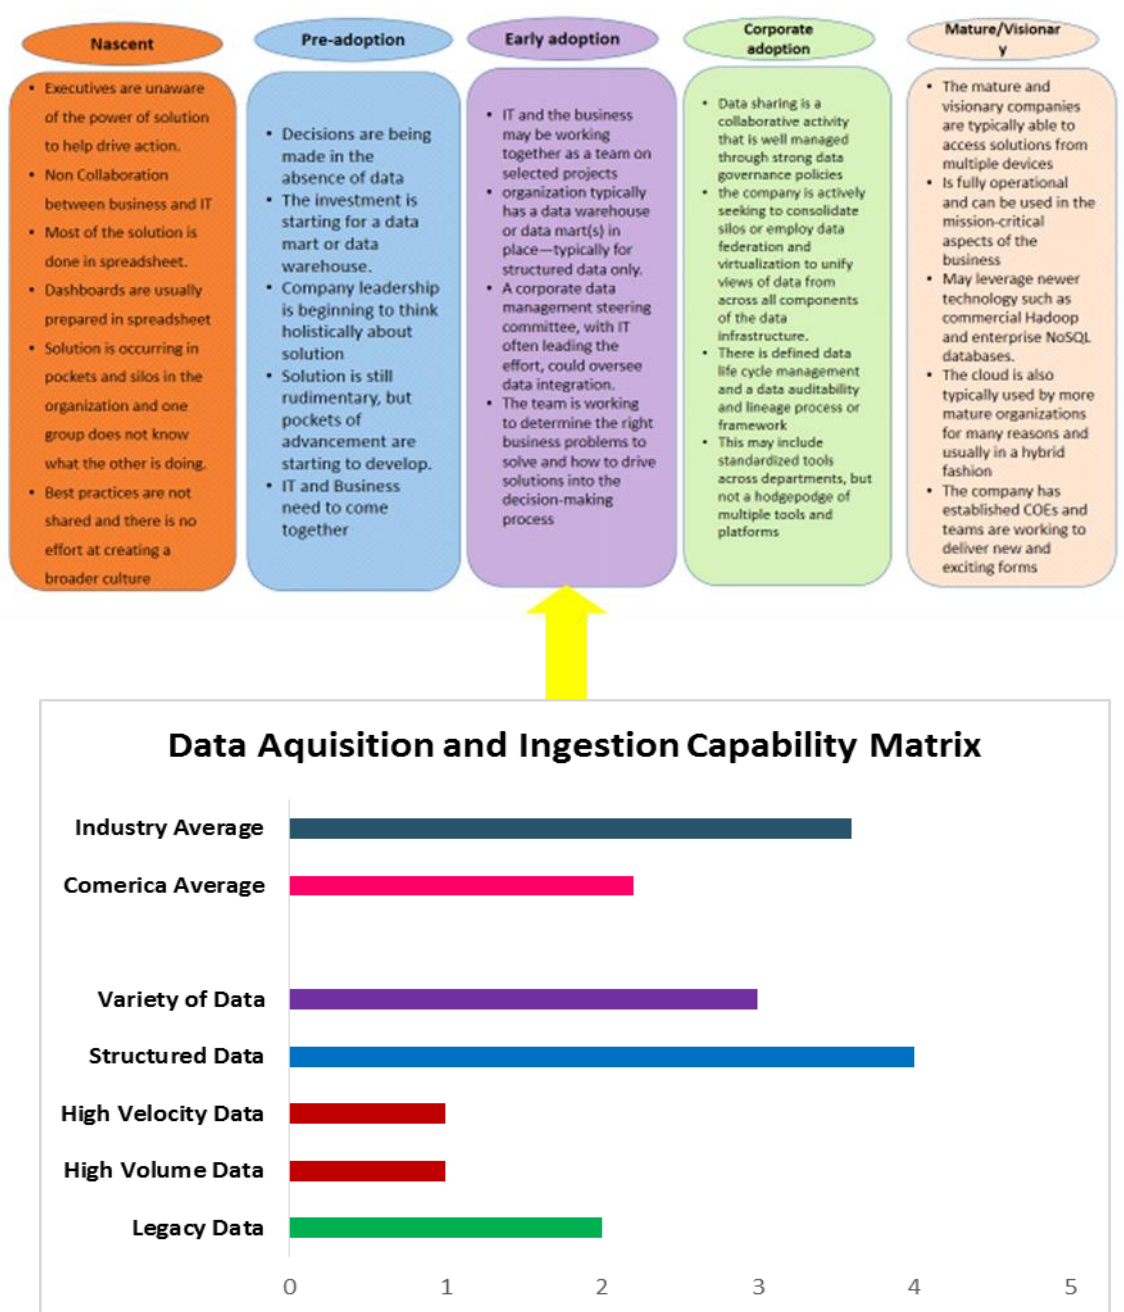 Nascent
Executives are unaware
of the power of solution
to help drive action.
Non Collaboration
between business and IT
Most of the solution is
done in spreadsheet.
Dashboards are usually
prepared in spreadsheet
Solution is occurring in
pockets and silos in the
organization and one
group does not know
what the other is doing.
Best practices are not
shared and there is no
effort at creating a
broader culture
Pre-adoption
Decisions are being
made in the
absence of data
The investment is
starting for a data
mart or data
warehouse.
Company leadership
is beginning to think
holistically about
solution
Solution is still
rudimentary, but
pockets of
advancement are
starting to develop.
IT and Business
need to come
together
Early adoption
IT and the business
may be working
together as a team on
selected projects
organization typically
has a data warehouse
or data mart(s) in
place—typically for
structured data only.
A corporate data
management steering
committee, with IT
often leading the
effort, could oversee
data integration.
The team is working
to determine the right
business problems to
solve and how to drive
solutions into the
decision-making
process
Corporate
adoption
Data sharing is a
collaborative activity
that is well managed
through strong data
governance policies
the company is actively
seeking to consolidate
silos or employ data
federation and
virtualization to unify
views of data from
across all components
of the data
infrastructure.
There is defined data
life cycle management
and a data auditability
and lineage process or
framework
This may include
standardized tools
across departments, but
not a hodgepodge of
multiple tools and
platforms
Mature/Visionar
y
The mature and
visionary companies
are typically able to
access solutions from
multiple devices
Is fully operational
and can be used in the
mission-critical
aspects of the
business
May leverage newer
technology such as
commercial Hadoop
and enterprise NoSQL
databases.
The cloud is also
typically used by more
mature organizations
for many reasons and
usually in a hybrid
fashion
The company has
established COEs and
teams are working to
deliver new and
exciting forms
Data Aquisition and Ingestion Capability Matrix
Industry Average
Comerica Average
Variety of Data
Structured Data
High Velocity Data
High Volume Data
Legacy Data
0 1 2 3 4 5